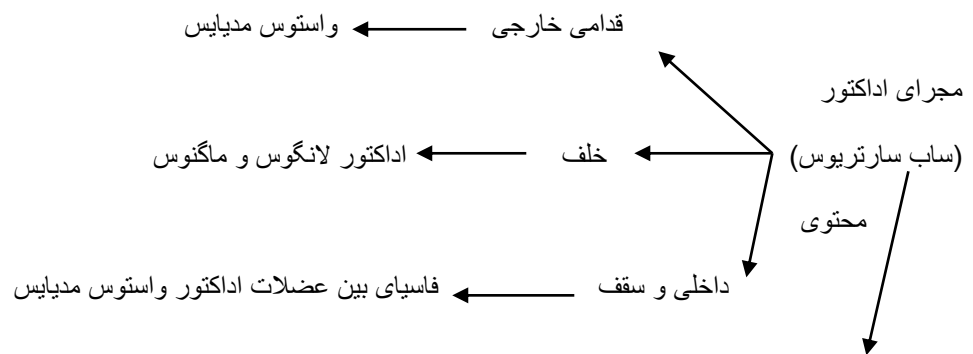 قدامی خارجی واستوس مدیایس
مجرای اداکتور
(ساب سارتریوس) خلف اداکتور لانگوس و ماگنوس
محتوی
داخلی و سقف فاسیای بین عضلات اداکتور واستوس مدیایس